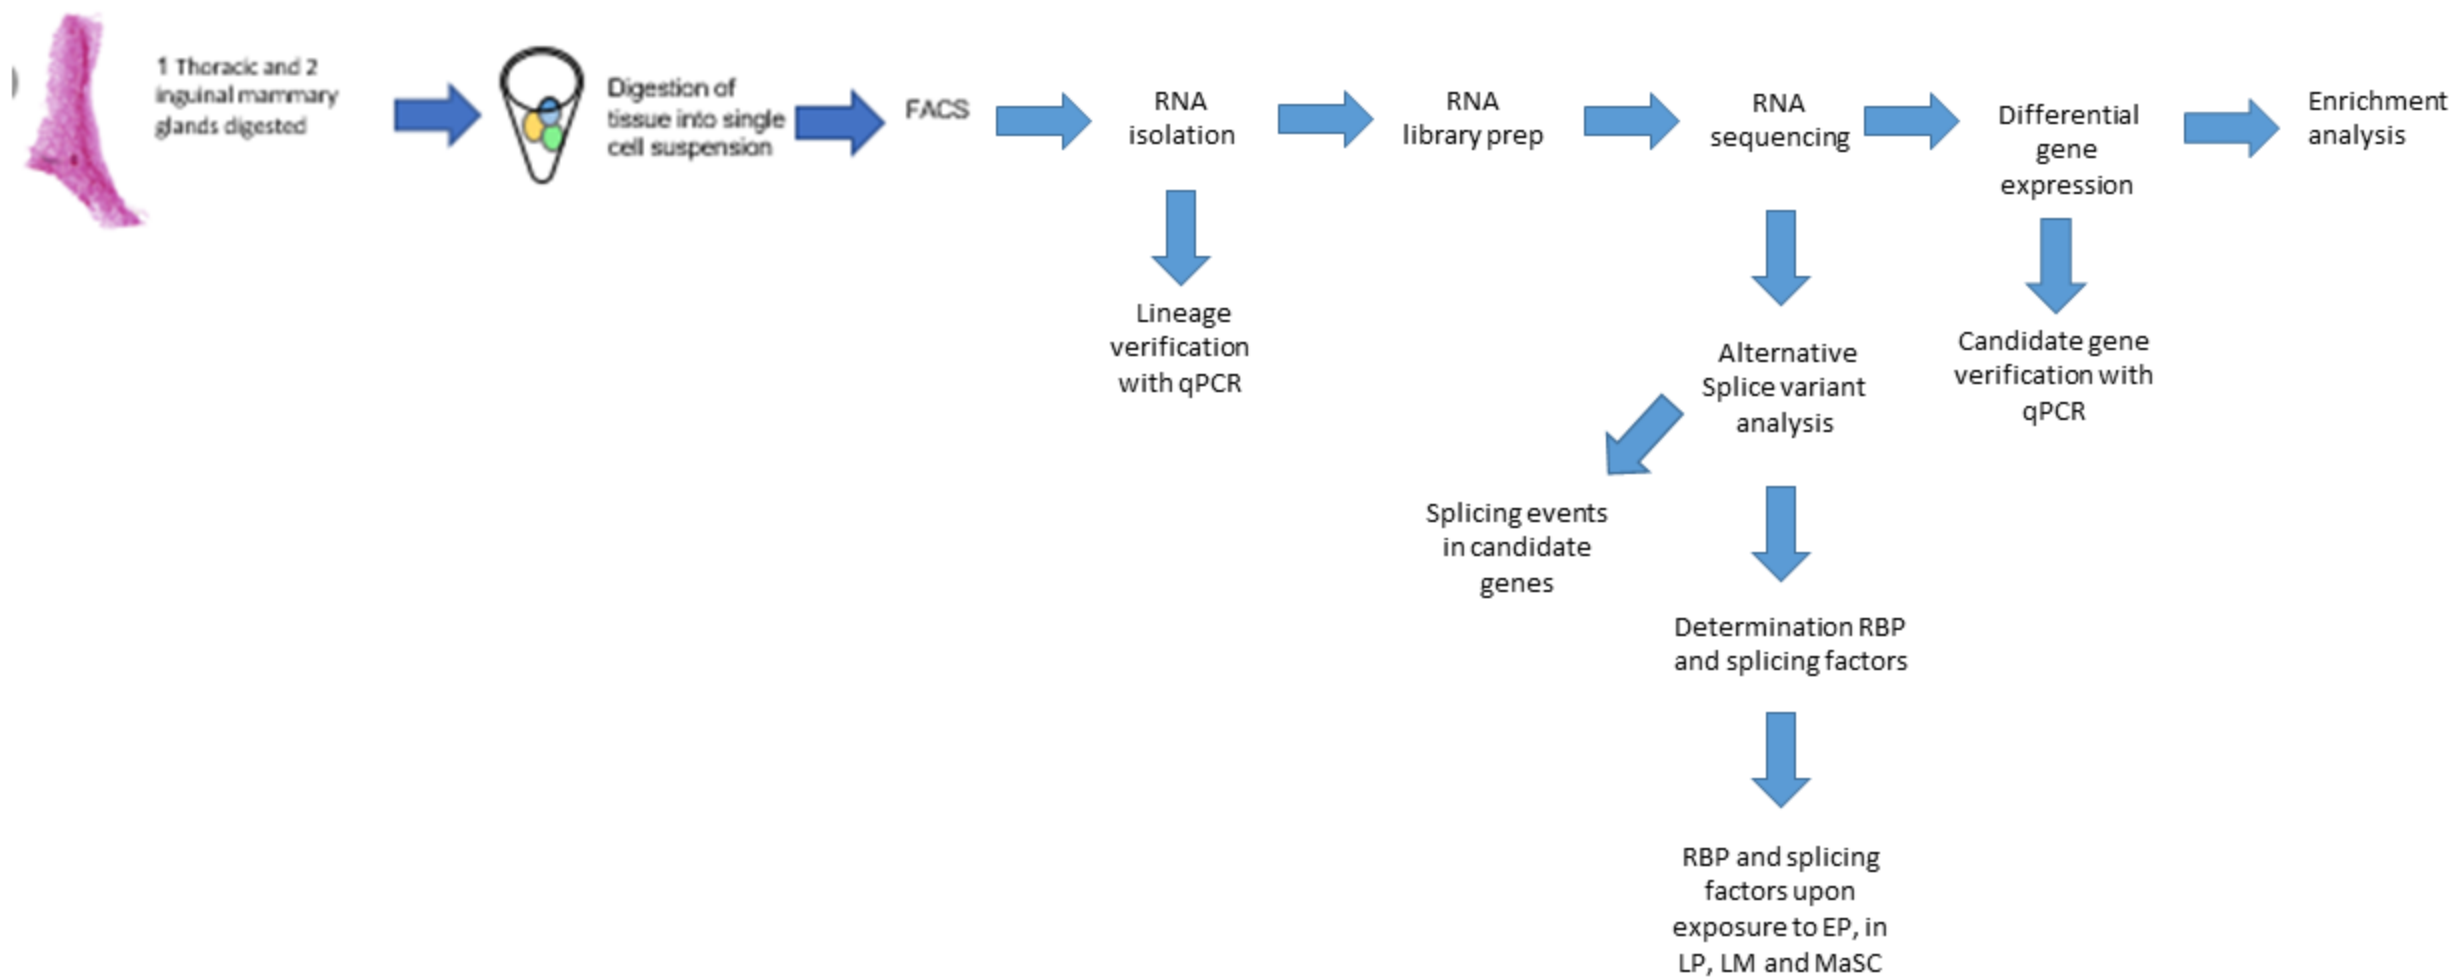 1 Thoracic and 2
inguinal mammary
glands digested
Digestion of
tissue into single
cell suspension
FACS
RNA
isolation
RNA
library prep
RNA
sequencing
Differential
gene
expression
Enrichment
analysis
Lineage
verification
with qPCR
Alternative
Splice variant
analysis
Candidate gene
verification with
qPCR
Splicing events
in candidate
genes
Determination RBP
and splicing factors
RBP and splicing
factors upon
exposure to EP, in
LP, LM and MaSC